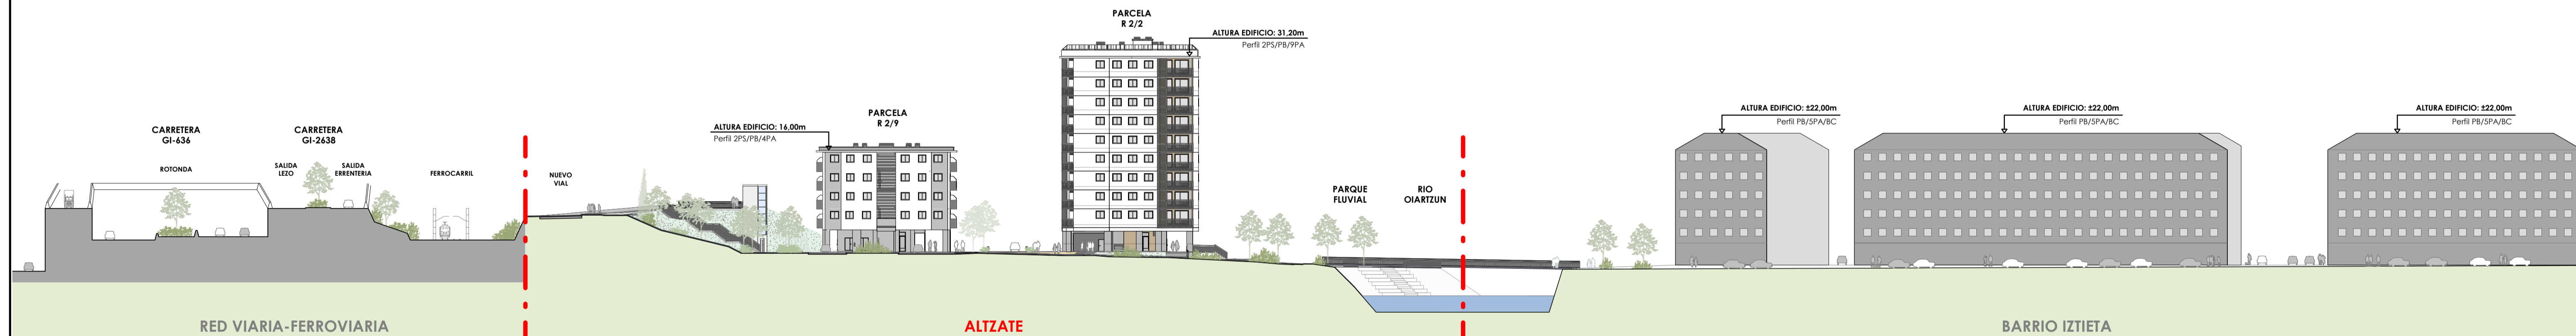 CARRETERA
GI-636
ROTONDA
CARRETERA
GI-2638
SALIDA
LEZO
SALIDA
ERRENTERIA
FERROCARRIL
NUEVO
VIAL
ALTURA EDIFICIO: 16,00m
Perfil 2PS/PB/4PA
PARCELA
R 2/9
PARCELA
R 2/2
ALTURA EDIFICIO: 31,20m
Perfil 2PS/PB/9PA
PARQUE
FLUVIAL
RIO
OIARTZUN
ALTURA EDIFICIO: ±22,00m
Perfil PB/5PA/BC
ALTURA EDIFICIO: ±22,00m
Perfil PB/5PA/BC
ALTURA EDIFICIO: ±22,00m
Perfil PB/5PA/BC
RED VIARIA-FERROVIARIA
ALTZATE
BARRIO IZTIETA